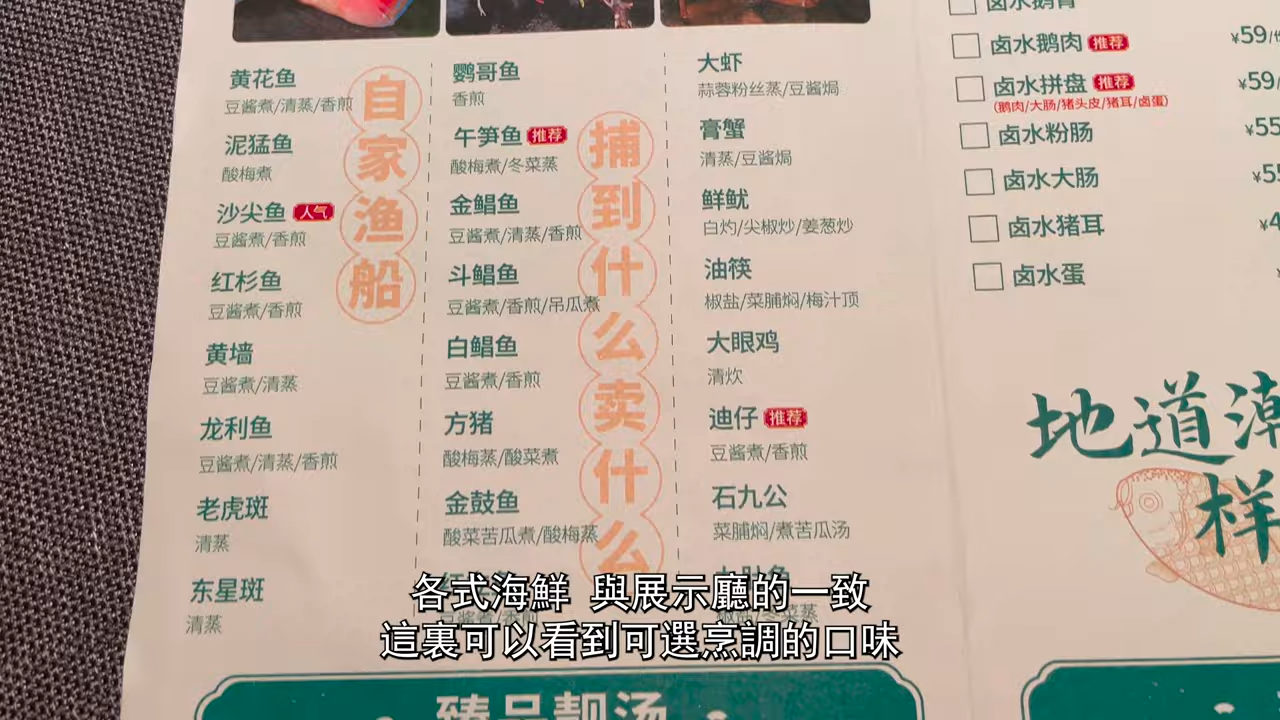 黄花鱼
豆酱煮/清蒸/香煎
泥猛鱼
酸梅煮
沙尖鱼 人气
豆酱煮/香煎
红杉鱼
豆酱煮/香煎
黄墙
豆酱煮/清蒸
龙利鱼
豆酱煮/清蒸/香煎
老虎斑
清蒸
东星斑
清蒸
自家渔船
鹦哥鱼
香煎
午笋鱼 推荐
酸梅煮/冬菜蒸
金鲳鱼
豆酱煮/清蒸/香煎
斗鲳鱼
豆酱煮/香煎/吊瓜煮
白鲳鱼
豆酱煮/香煎
方猪
酸梅蒸/酸菜煮
金鼓鱼
酸菜苦瓜煮/酸梅蒸
捕到什么卖什么
大虾
蒜蓉粉丝蒸/豆酱焗
膏蟹
清蒸/豆酱焗
鲜鱿
白灼/尖椒炒/姜葱炒
油筷
椒盐/菜脯焖/梅汁顶
大眼鸡
清炊
迪仔 推荐
豆酱煮/香煎
石九公
菜脯焖/煮苦瓜汤
卤水鹅肉 推荐 ¥59/份
卤水拼盘 推荐 ¥59/
(鹅肉/大肠/猪头皮/猪耳/卤蛋)
卤水粉肠 ¥55
卤水大肠 ¥55
卤水猪耳 ¥4
卤水蛋
地道潮
样
各式海鮮 與展示廳的一致
這裏可以看到可選烹調的口味
臻品靓汤